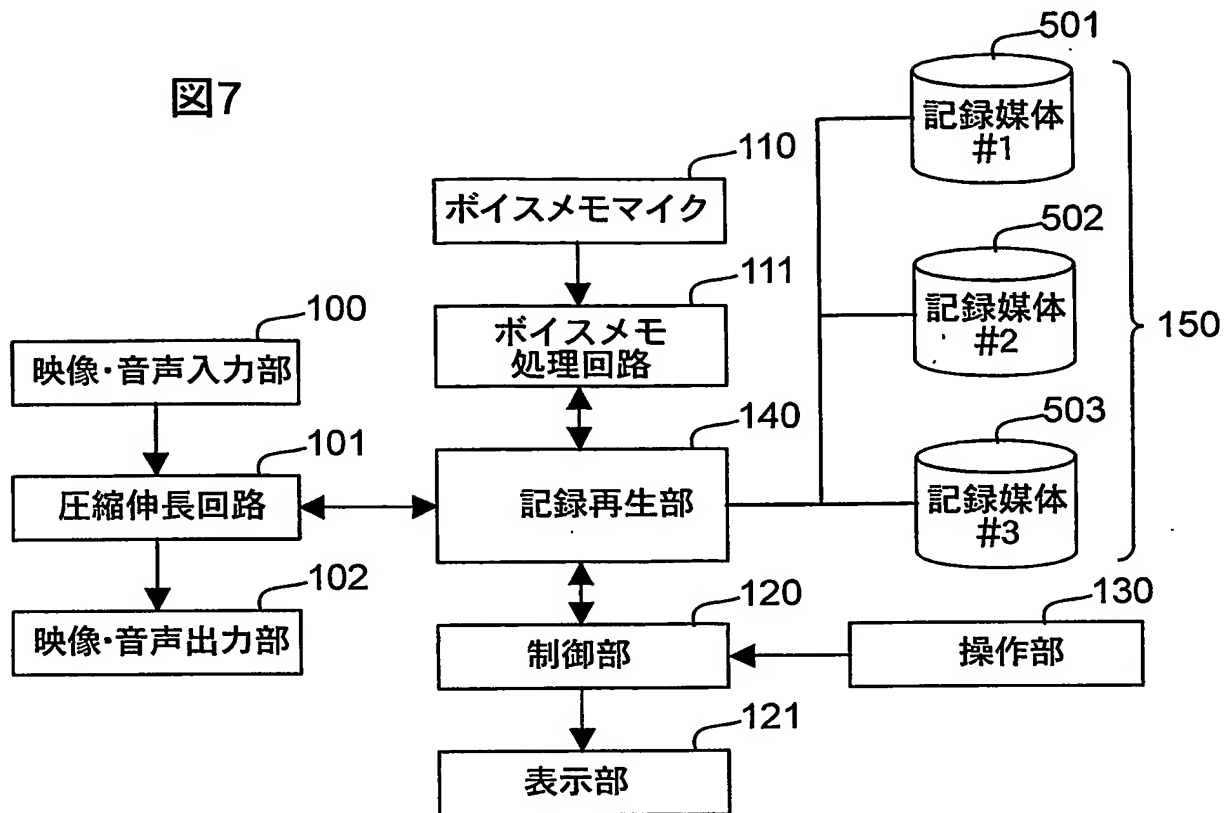 図7
501
記録媒体
#1
110
ボイスメモマイク
502
記録媒体
#2
111
ボイスメモ
処理回路
150
100
映像・音声入力部
503
記録媒体
#3
140
記録再生部
101
圧縮伸長回路
102
映像・音声出力部
120
制御部
130
操作部
121
表示部